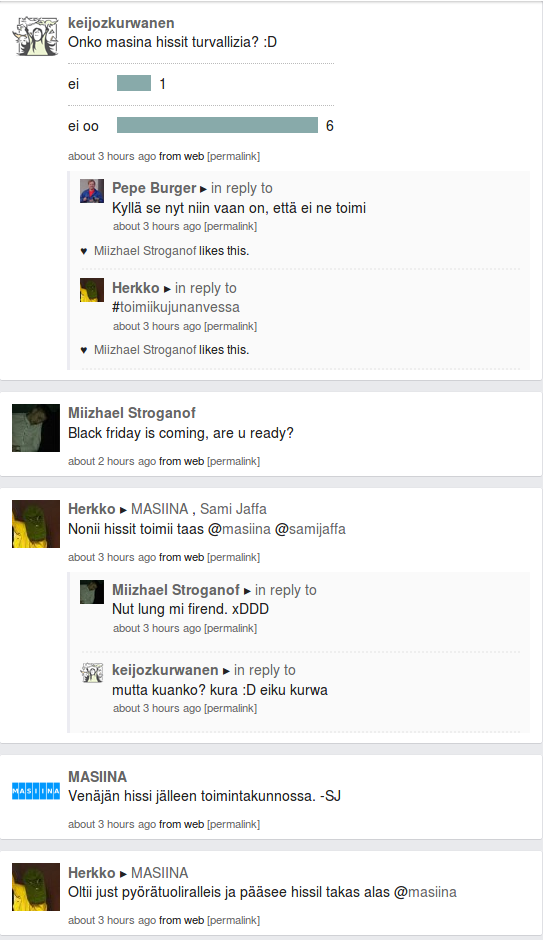 keijozkurwanen
Onko masina hissit turvallizia? :D
ei 1
ei oo 6
about 3 hours ago from web [permalink]
Pepe Burger ▸ in reply to
Kyllä se nyt niin vaan on, että ei ne toimi
about 3 hours ago [permalink]
♥ Miizhael Stroganof likes this.
Herkko ▸ in reply to
#toimiikujunanvessa
about 3 hours ago [permalink]
♥ Miizhael Stroganof likes this.
Miizhael Stroganof
Black friday is coming, are u ready?
about 2 hours ago from web [permalink]
Herkko ▸ MASIINA , Sami Jaffa
Nonii hissit toimii taas @masiina @samijaffa
about 3 hours ago from web [permalink]
Miizhael Stroganof ▸ in reply to
Nut lung mi firend. xDDD
about 3 hours ago [permalink]
keijozkurwanen ▸ in reply to
mutta kuanko? kura :D eiku kurwa
about 3 hours ago [permalink]
MASIINA
MASIINA
Venäjän hissi jälleen toimintakunnossa. -SJ
about 3 hours ago from web [permalink]
Herkko ▸ MASIINA
Oltii just pyörätuoliralleis ja pääsee hissil takas alas @masiina
about 3 hours ago from web [permalink]